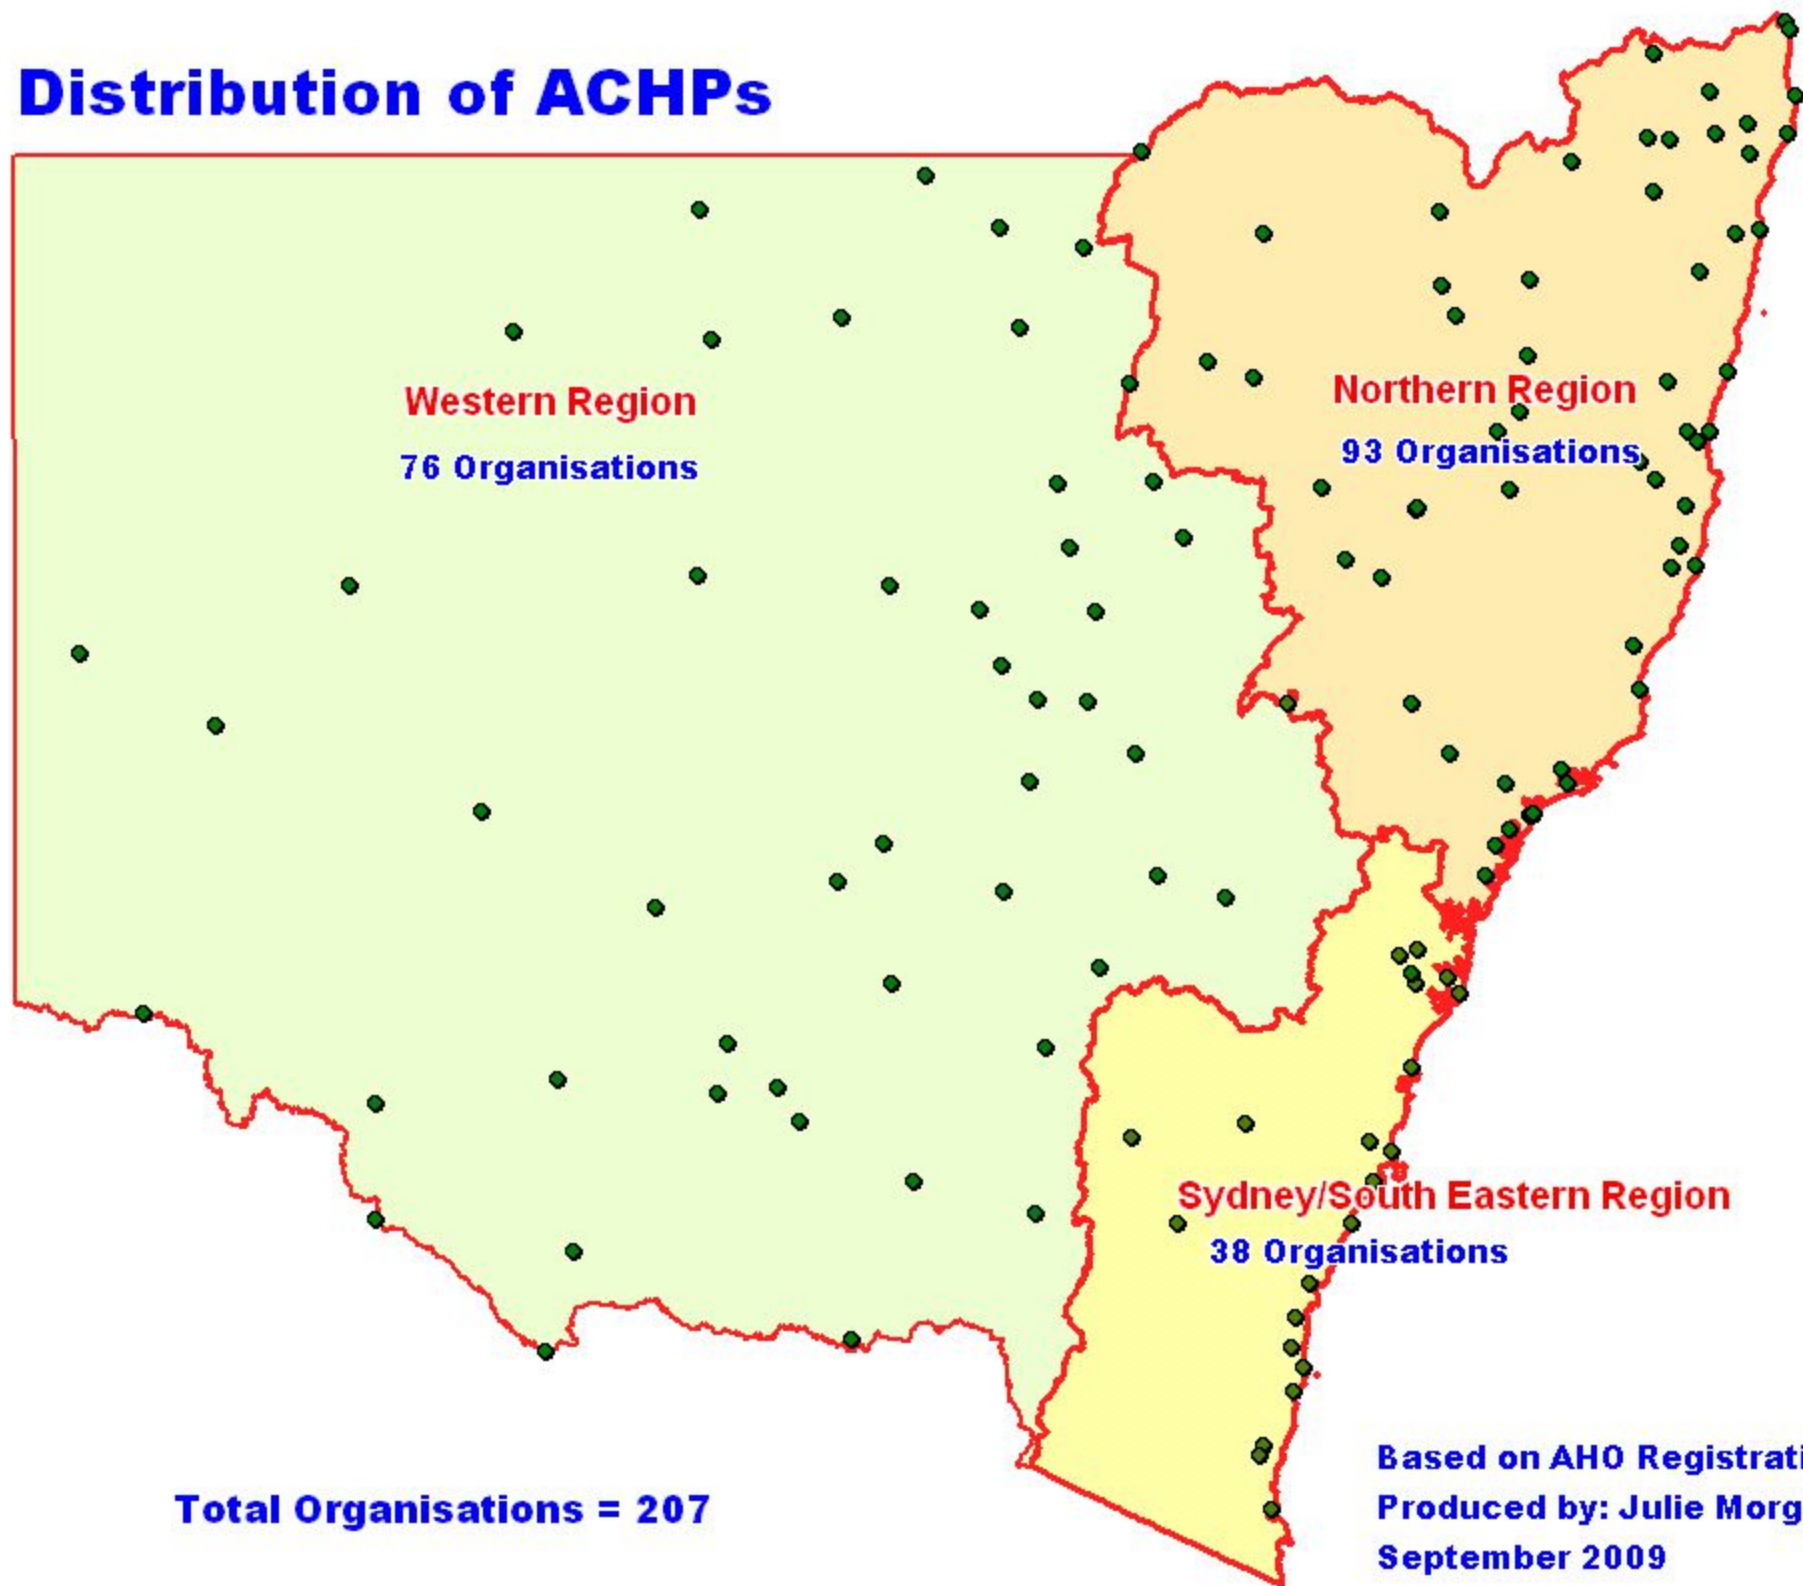 Distribution of ACHPs
Western Region
76 Organisations
Northern Region
93 Organisations
Sydney/South Eastern Region
38 Organisations
Total Organisations = 207
Based on AHO Registrati
Produced by: Julie Morg
September 2009